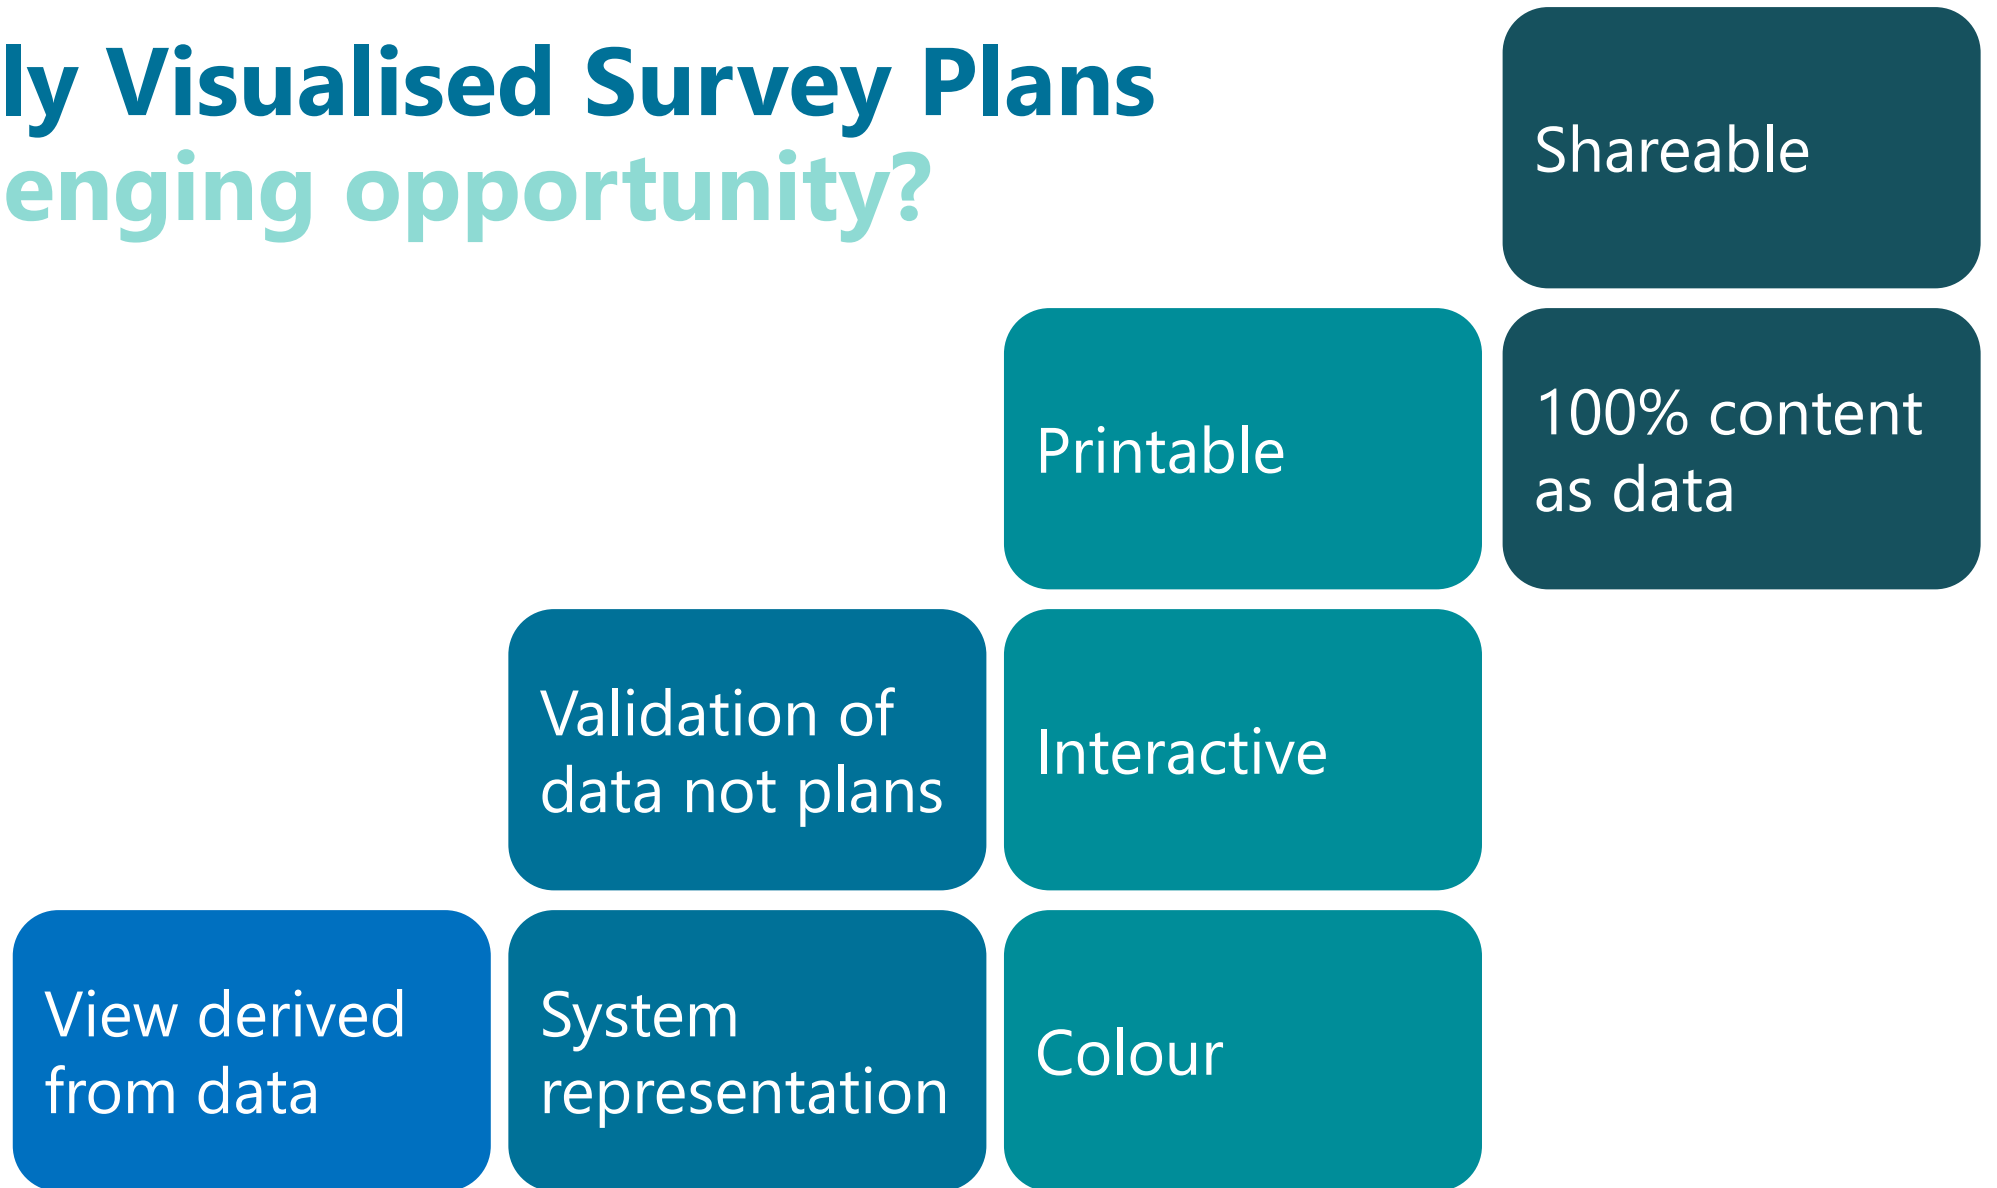 ly Visualised Survey Plans
enging opportunity?
Shareable
Printable
100% content
as data
Validation of
data not plans
Interactive
View derived
from data
System
representation
Colour